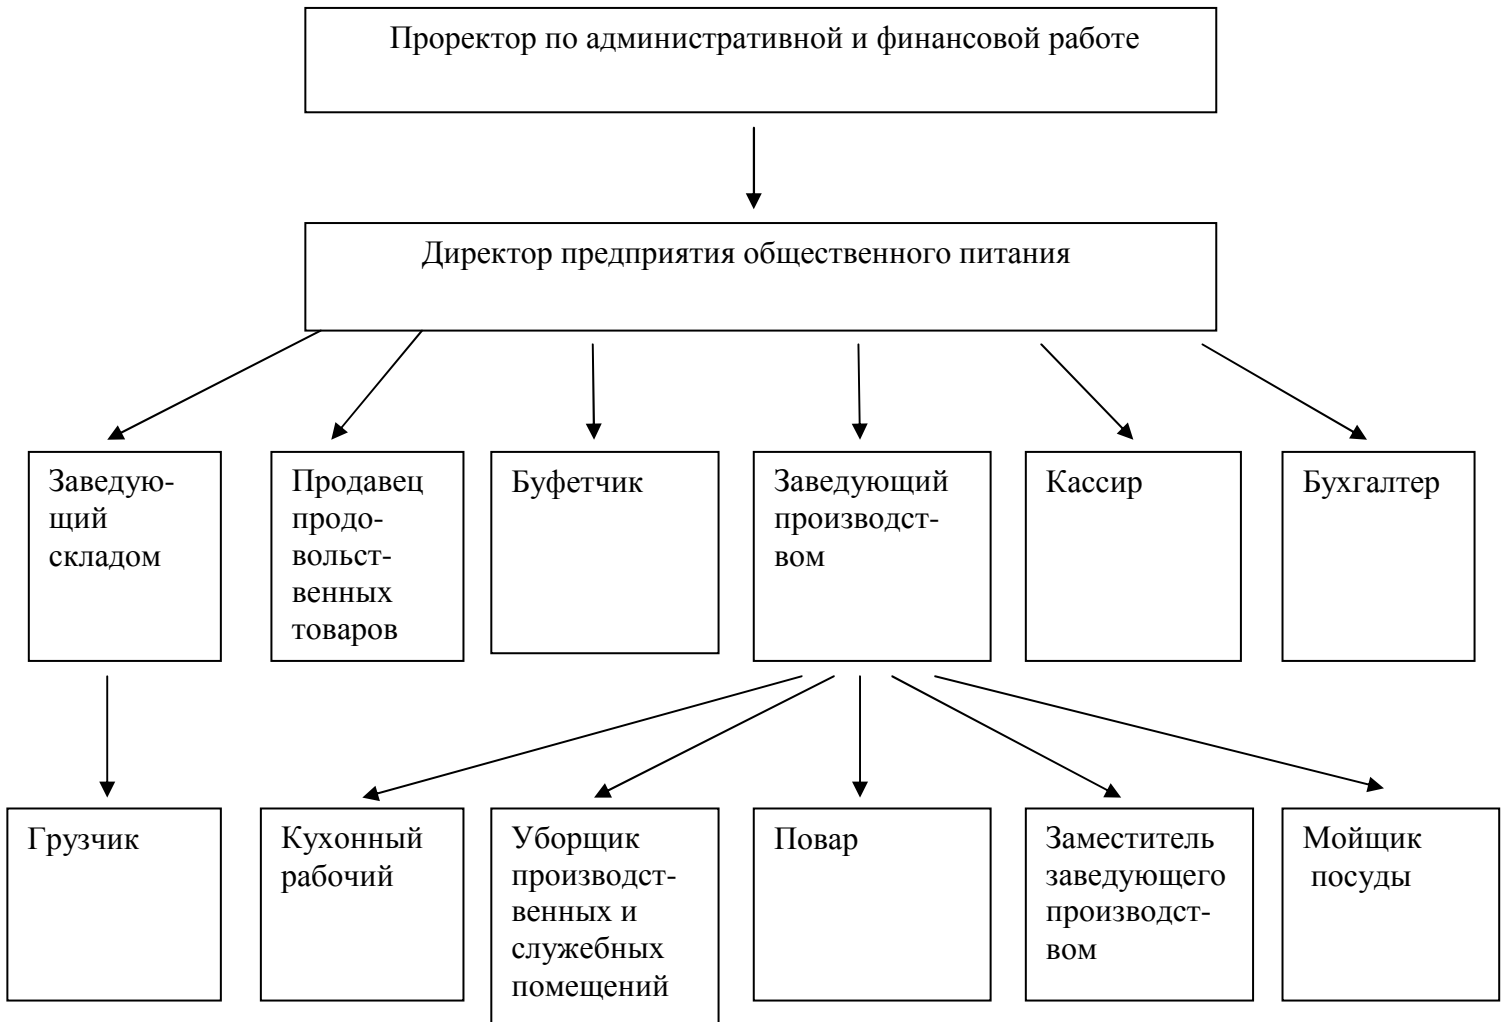 Проректор по административной и финансовой работе
Директор предприятия общественного питания
Заведую-
щий
складом
Продавец
продо-
вольст-
венных
товаров
Буфетчик
Заведующий
производст-
вом
Кассир
Бухгалтер
Грузчик
Кухонный
рабочий
Уборщик
производст-
венных и
служебных
помещений
Повар
Заместитель
заведующего
производст-
вом
Мойщик
посуды